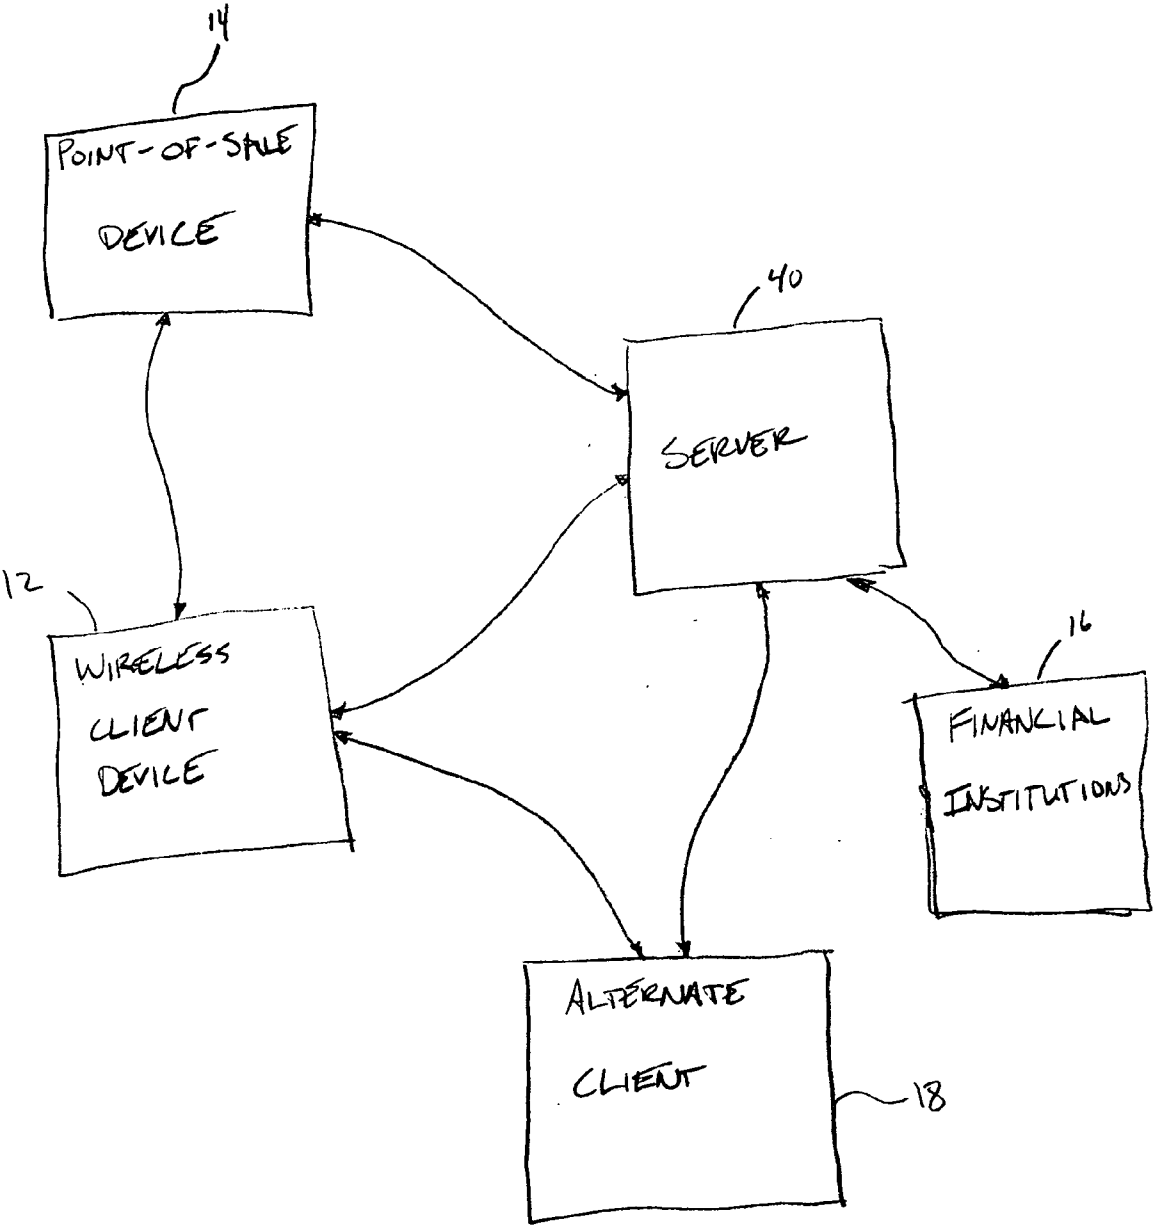 14
POINT-OF-SALE
DEVICE
40
SERVER
12
WIRELESS
CLIENT
DEVICE
16
FINANCIAL
INSTITUTIONS
ALTERNATE
CLIENT
18